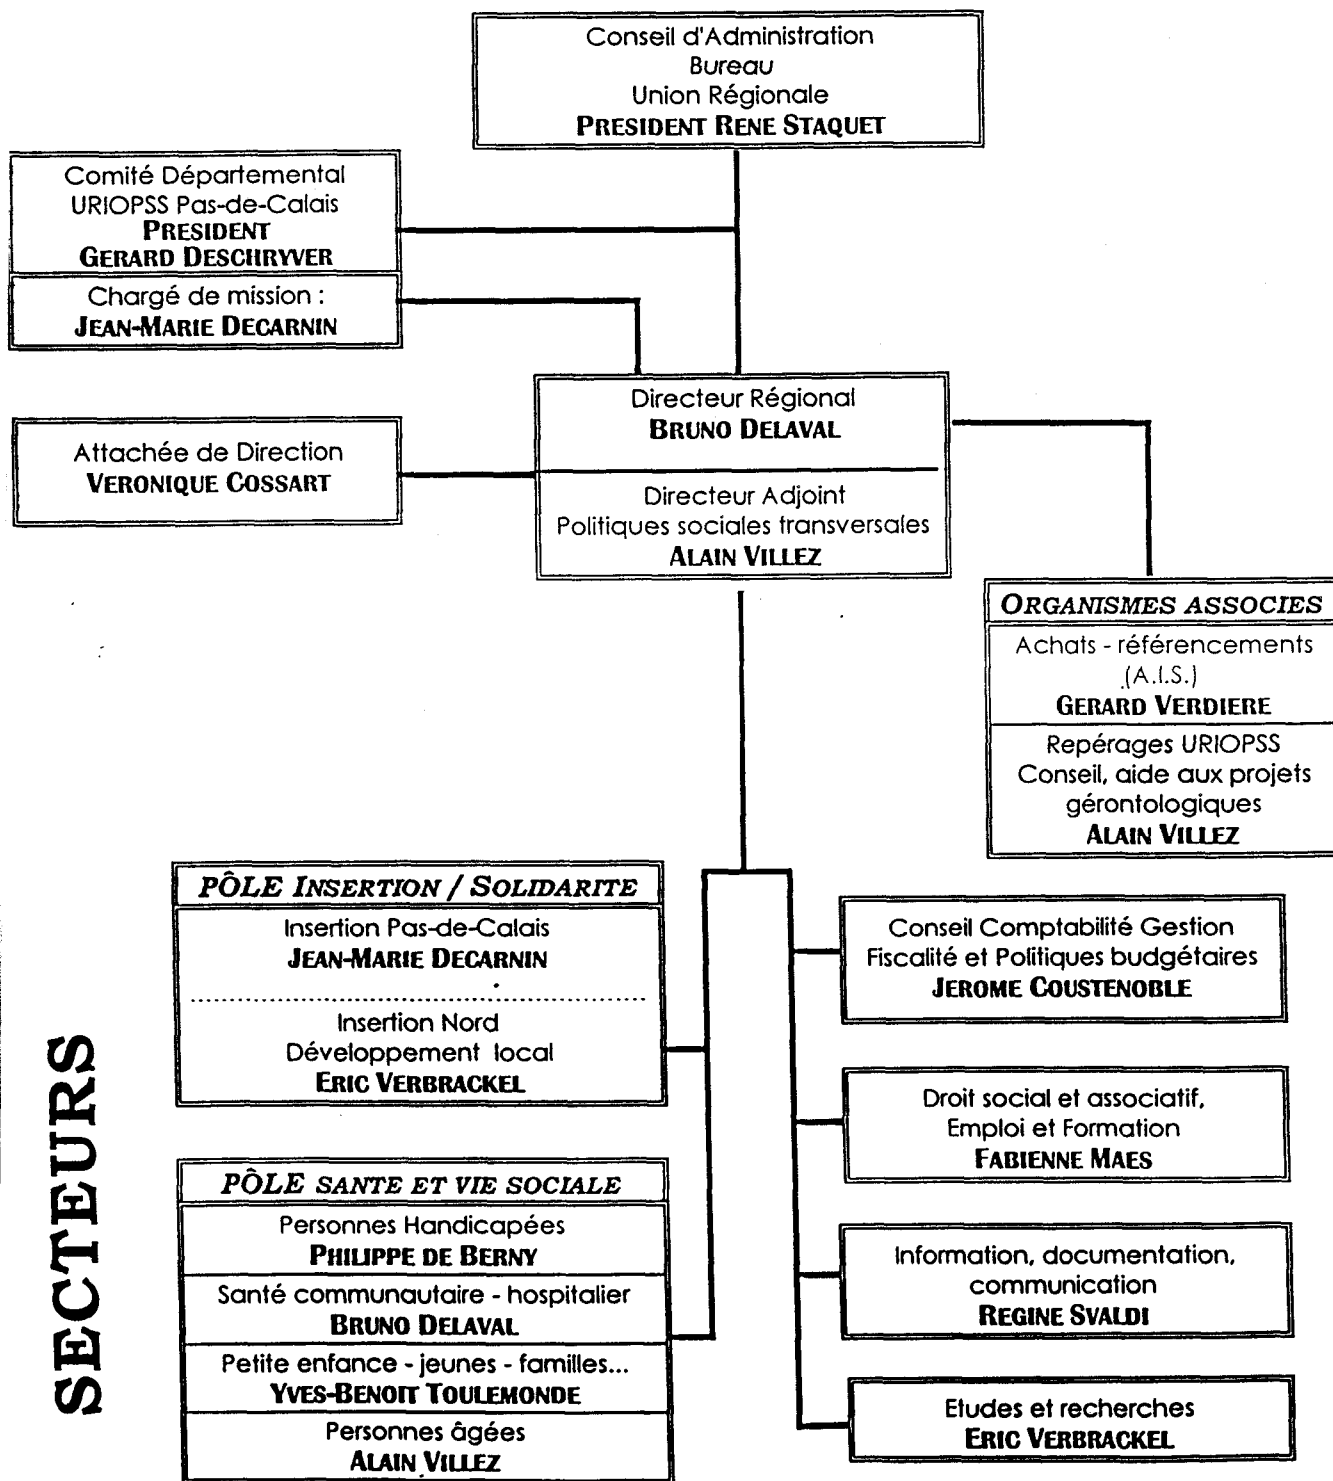 Conseil d'Administration
Bureau
Union Régionale
PRESIDENT RENE STAQUET
Comité Départemental
URIOPSS Pas-de-Calais
PRESIDENT
GERARD DESCHRYVER
Chargé de mission :
JEAN-MARIE DECARNIN
Directeur Régional
BRUNO DELAVAL
Attachée de Direction
VERONIQUE COSSART
Directeur Adjoint
Politiques sociales transversales
ALAIN VILLEZ
ORGANISMES ASSOCIES
Achats - référencements
(A.I.S.)
GERARD VERDIERE
Repérages URIOPSS
Conseil, aide aux projets
gérontologiques
ALAIN VILLEZ
SECTEURS
PÔLE INSERTION / SOLIDARITE
Insertion Pas-de-Calais
JEAN-MARIE DECARNIN
Insertion Nord
Développement local
ERIC VERBRACKEL
PÔLE SANTE ET VIE SOCIALE
Personnes Handicapées
PHILIPPE DE BERNY
Santé communautaire - hospitalier
BRUNO DELAVAL
Petite enfance - jeunes - familles...
YVES-BENOIT TOULEMONDE
Personnes âgées
ALAIN VILLEZ
Conseil Comptabilité Gestion
Fiscalité et Politiques budgétaires
JEROME COUSTENOBLE
Droit social et associatif,
Emploi et Formation
FABIENNE MAES
Information, documentation,
communication
REGINE SVALDI
Etudes et recherches
ERIC VERBRACKEL